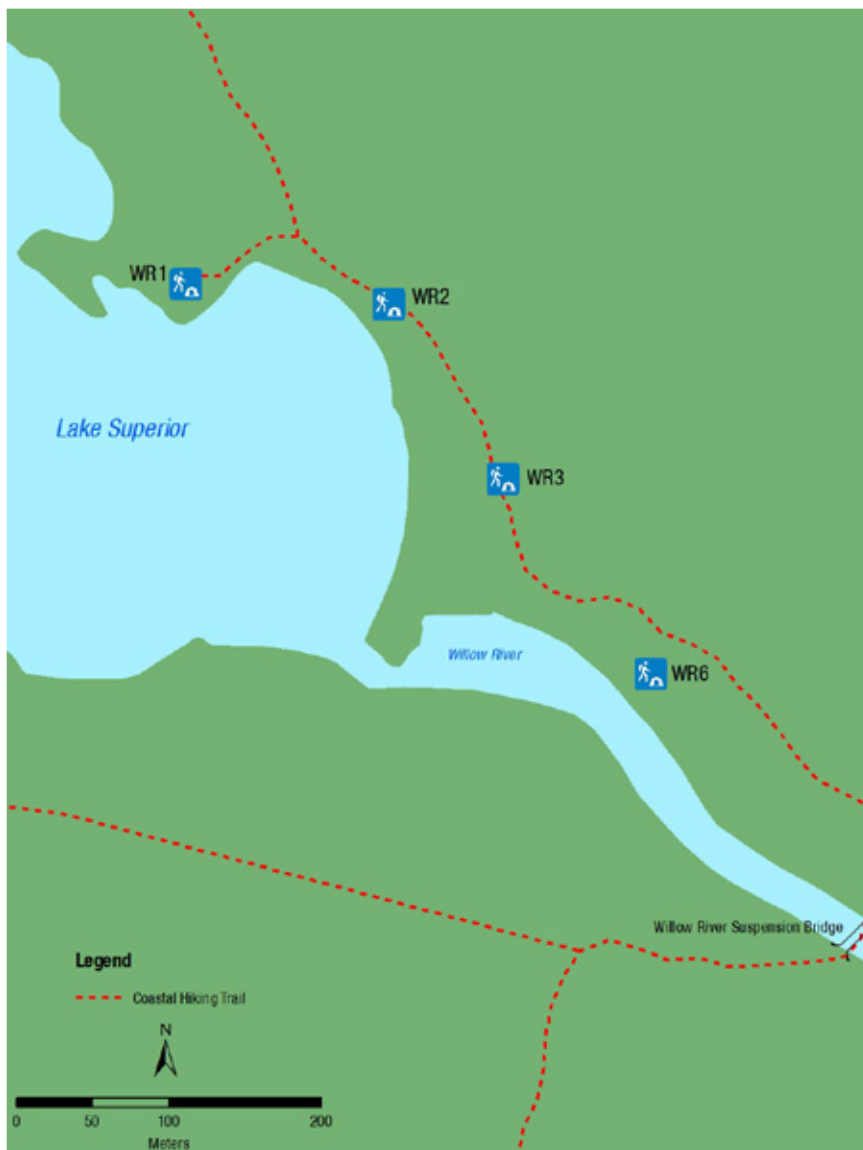 WR1
WR2
Lake Superior
WR3
Willow River
WR6
Willow River Suspension Bridge
Legend
Coastal Hiking Trail
N
0 50 100 200
Meters